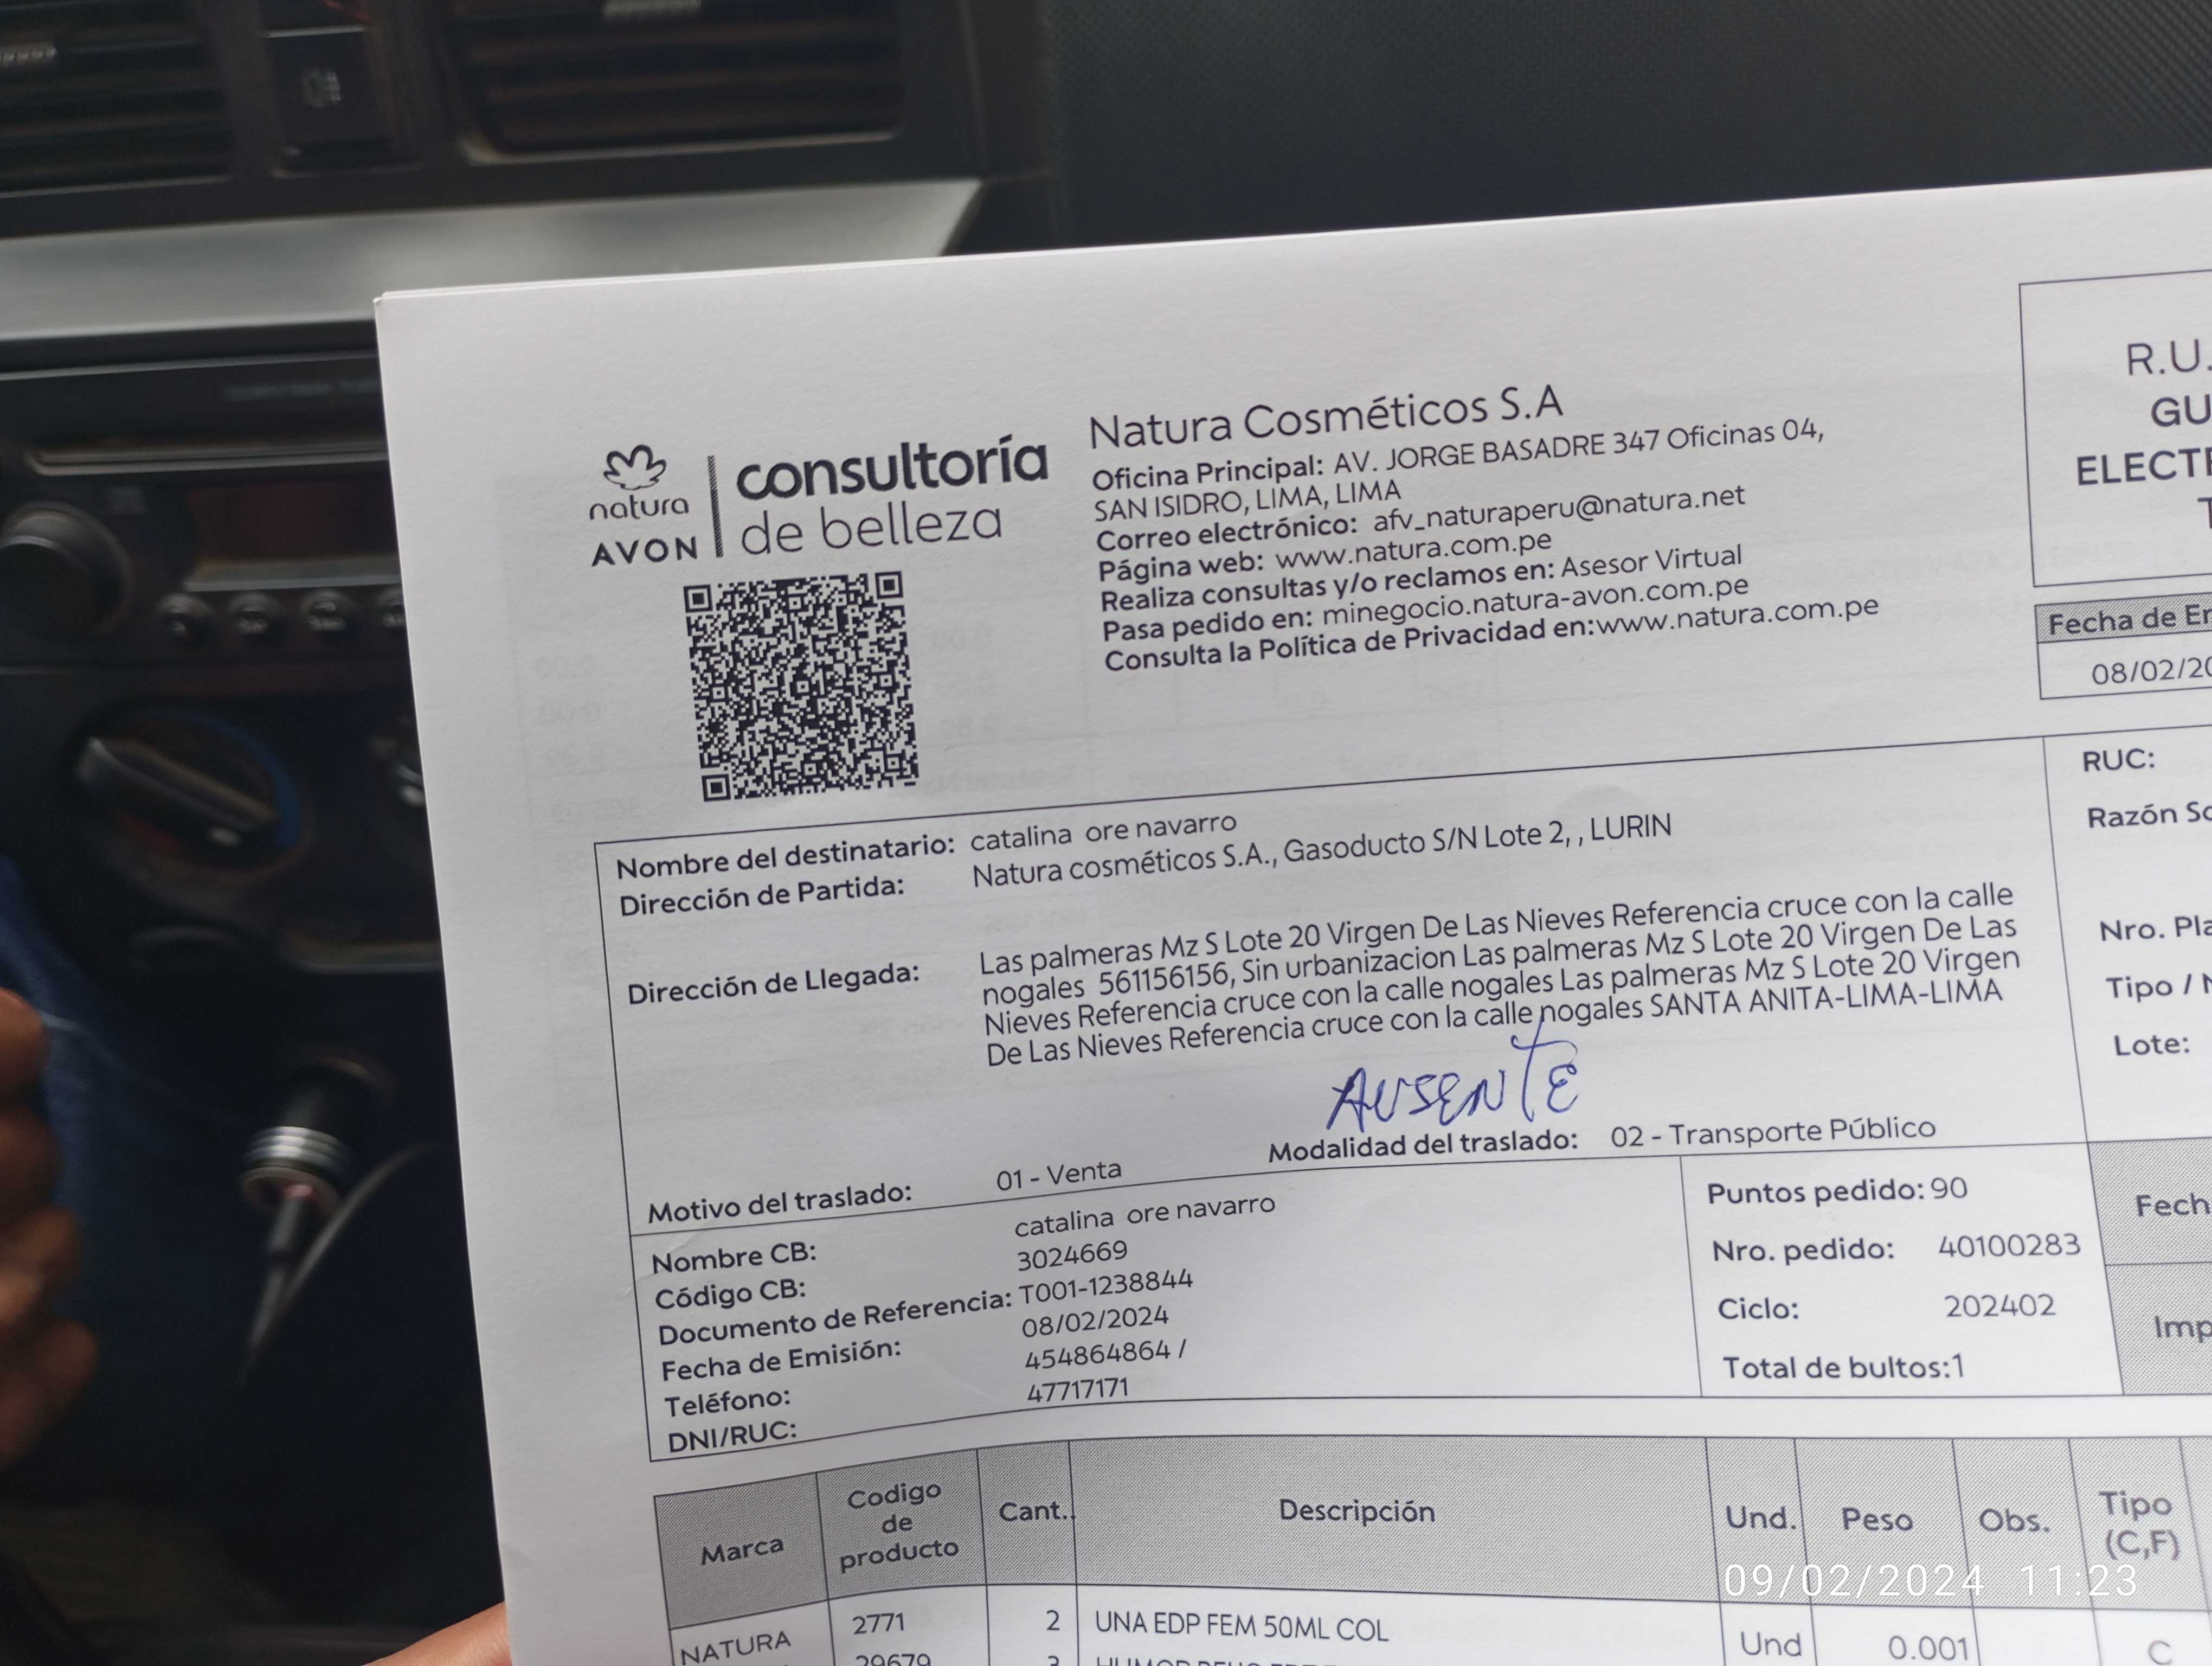 natura
AVON
consultoría
de belleza
Natura Cosméticos S.A
Oficina Principal: AV. JORGE BASADRE 347 Oficinas 04,
SAN ISIDRO, LIMA, LIMA
Correo electrónico: afv_naturaperu@natura.net
Página web: www.natura.com.pe
Realiza consultas y/o reclamos en: Asesor Virtual
Pasa pedido en: minegocio.natura-avon.com.pe
Consulta la Política de Privacidad en:www.natura.com.pe
R.U.
GU
ELECT
Fecha de E
08/02/20
Nombre del destinatario: catalina ore navarro
Dirección de Partida: Natura cosméticos S.A., Gasoducto S/N Lote 2, , LURIN
Dirección de Llegada: Las palmeras Mz S Lote 20 Virgen De Las Nieves Referencia cruce con la calle
nogales 561156156, Sin urbanizacion Las palmeras Mz S Lote 20 Virgen De Las
Nieves Referencia cruce con la calle nogales Las palmeras Mz S Lote 20 Virgen
De Las Nieves Referencia cruce con la calle nogales SANTA ANITA-LIMA-LIMA
AUSENTE
Motivo del traslado: 01 - Venta Modalidad del traslado: 02 - Transporte Público
RUC:
Razón So
Nro. Pla
Tipo /
Lote:
Nombre CB: catalina ore navarro
Código CB: 3024669
Documento de Referencia: T001-1238844
Fecha de Emisión: 08/02/2024
Teléfono: 454864864 /
DNI/RUC: 47717171
Puntos pedido: 90
Nro. pedido: 40100283
Ciclo: 202402
Total de bultos:1
Fech
Imp
Marca Codigo de producto Cant. Descripción Und. Peso Obs. Tipo (C,F)
NATURA 2771 2 UNA EDP FEM 50ML COL Und 0.001 C
29679 3
09/02/2024 11:23